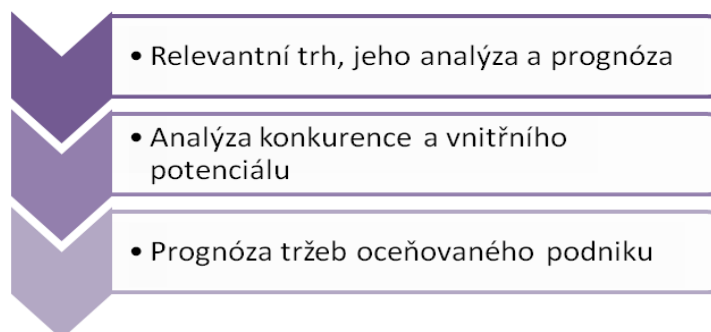 • Relevantní trh, jeho analýza a prognóza
• Analýza konkurence a vnitřního
potenciálu
• Prognóza tržeb oceňovaného podniku